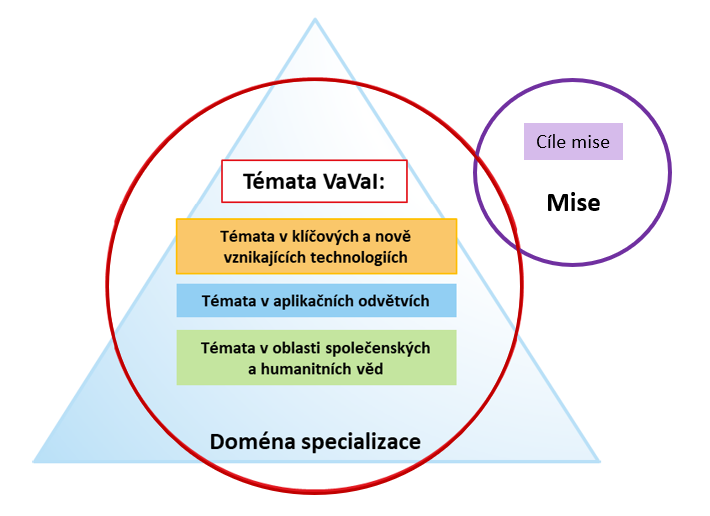 Cíle mise
Mise
Témata VaVaI:
Témata v klíčových a nově
vznikajících technologiích
Témata v aplikačních odvětvích
Témata v oblasti společenských
a humanitních věd
Doména specializace